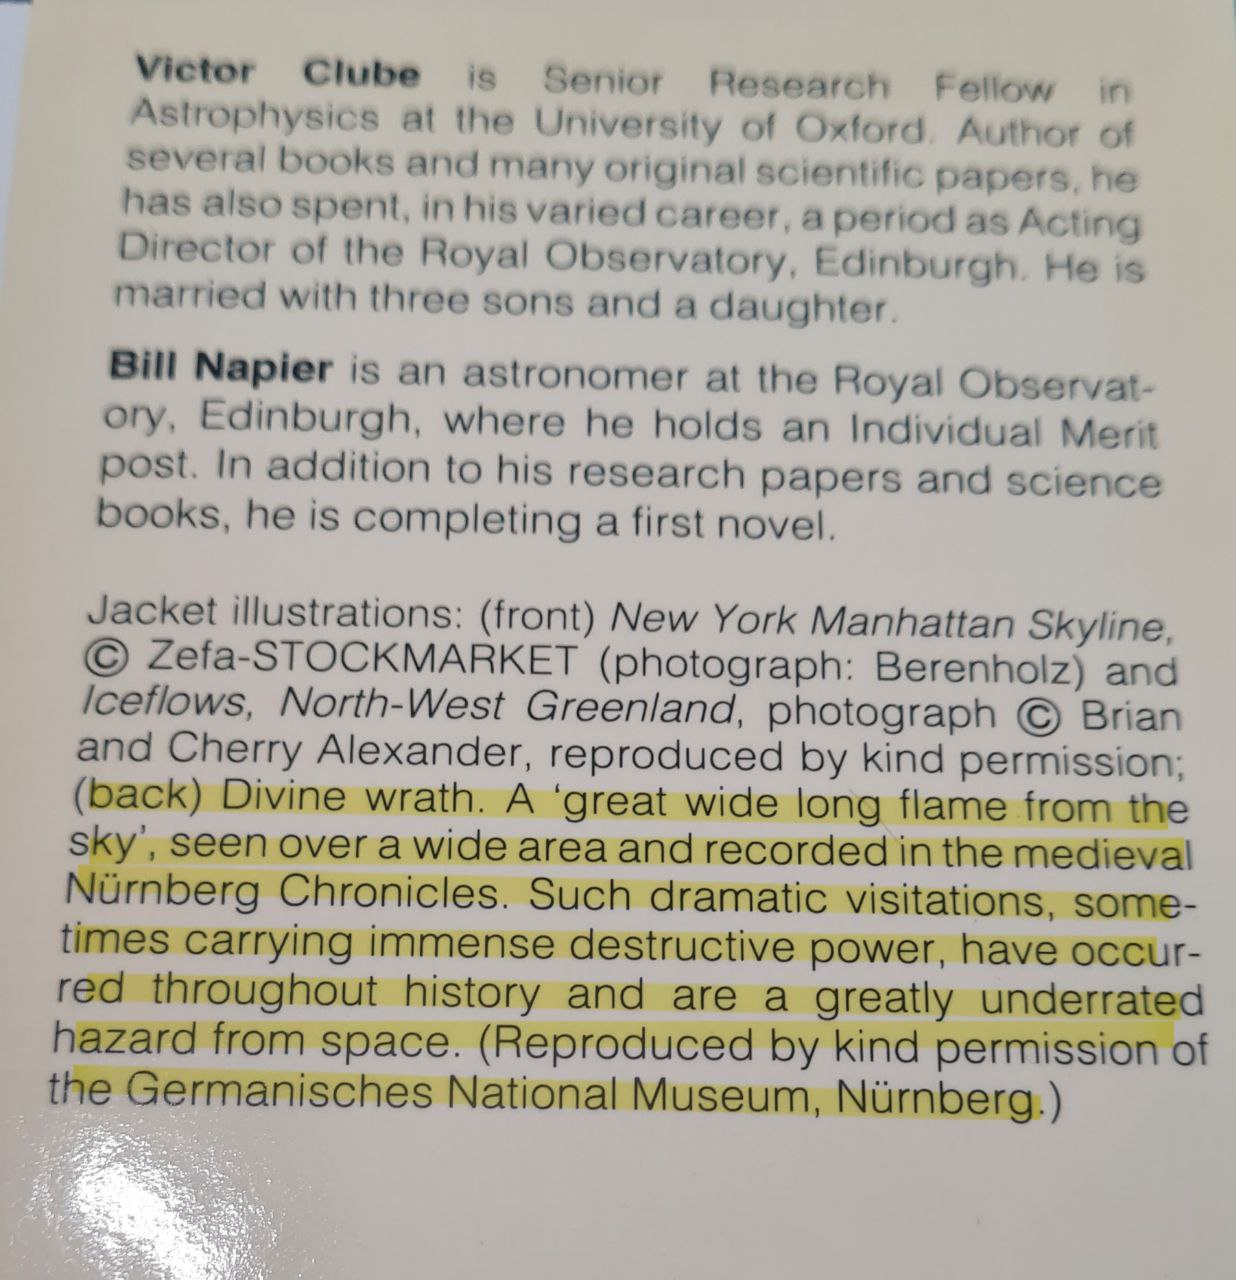 Victor Clube is Senior Research Fellow in
Astrophysics at the University of Oxford. Author of
several books and many original scientific papers, he
has also spent, in his varied career, a period as Acting
Director of the Royal Observatory, Edinburgh. He is
married with three sons and a daughter.
Bill Napier is an astronomer at the Royal Observat-
ory, Edinburgh, where he holds an Individual Merit
post. In addition to his research papers and science
books, he is completing a first novel.
Jacket illustrations: (front) New York Manhattan Skyline,
© Zefa-STOCKMARKET (photograph: Berenholz) and
Iceflows, North-West Greenland, photograph © Brian
and Cherry Alexander, reproduced by kind permission;
(back) Divine wrath. A ‘great wide long flame from the
sky’, seen over a wide area and recorded in the medieval
Nürnberg Chronicles. Such dramatic visitations, some-
times carrying immense destructive power, have occur-
red throughout history and are a greatly underrated
hazard from space. (Reproduced by kind permission of
the Germanisches National Museum, Nürnberg.)